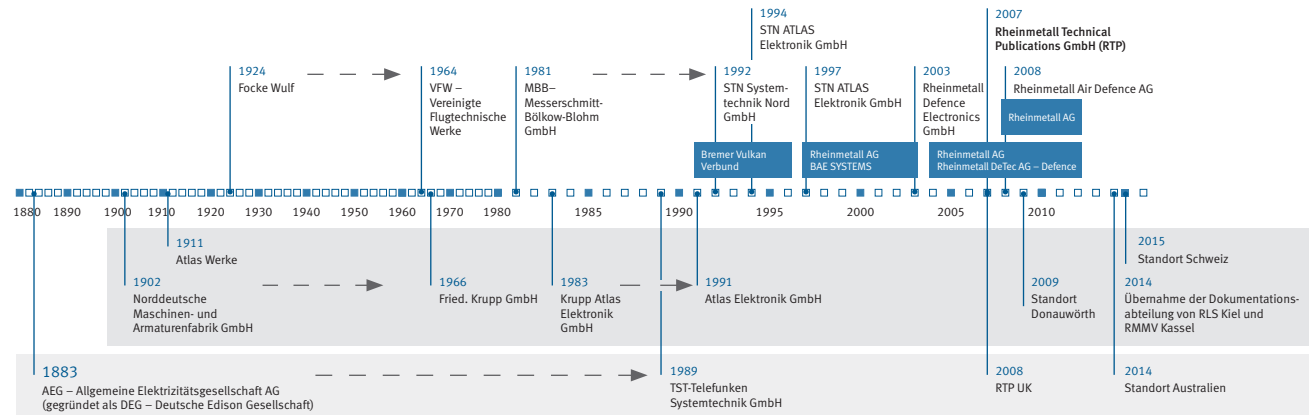 1994
STN ATLAS
Elektronik GmbH
2007
Rheinmetall Technical
Publications GmbH (RTP)
1924
Focke Wulf
1964
VFW –
Vereinigte
Flugtechnische
Werke
1981
MBB–
Messerschmitt-
Bölkow-Blohm
GmbH
1992
STN System-
technik Nord
GmbH
1997
STN ATLAS
Elektronik GmbH
2003
Rheinmetall
Defence
Electronics
GmbH
2008
Rheinmetall Air Defence AG
Rheinmetall AG
Bremer Vulkan
Verbund
Rheinmetall AG
BAE SYSTEMS
Rheinmetall AG
Rheinmetall DeTec AG – Defence
1880 1890 1900 1910 1920 1930 1940 1950 1960 1970 1980 1985 1990 1995 2000 2005 2010
1911
Atlas Werke
2015
Standort Schweiz
1902
Norddeutsche
Maschinen- und
Armaturenfabrik GmbH
1966
Fried. Krupp GmbH
1983
Krupp Atlas
Elektronik
GmbH
1991
Atlas Elektronik GmbH
2009
Standort
Donauwörth
2014
Übernahme der Dokumentations-
abteilung von RLS Kiel und
RMMV Kassel
1883
AEG – Allgemeine Elektrizitätsgesellschaft AG
(gegründet als DEG – Deutsche Edison Gesellschaft)
1989
TST-Telefunken
Systemtechnik GmbH
2008
RTP UK
2014
Standort Australien